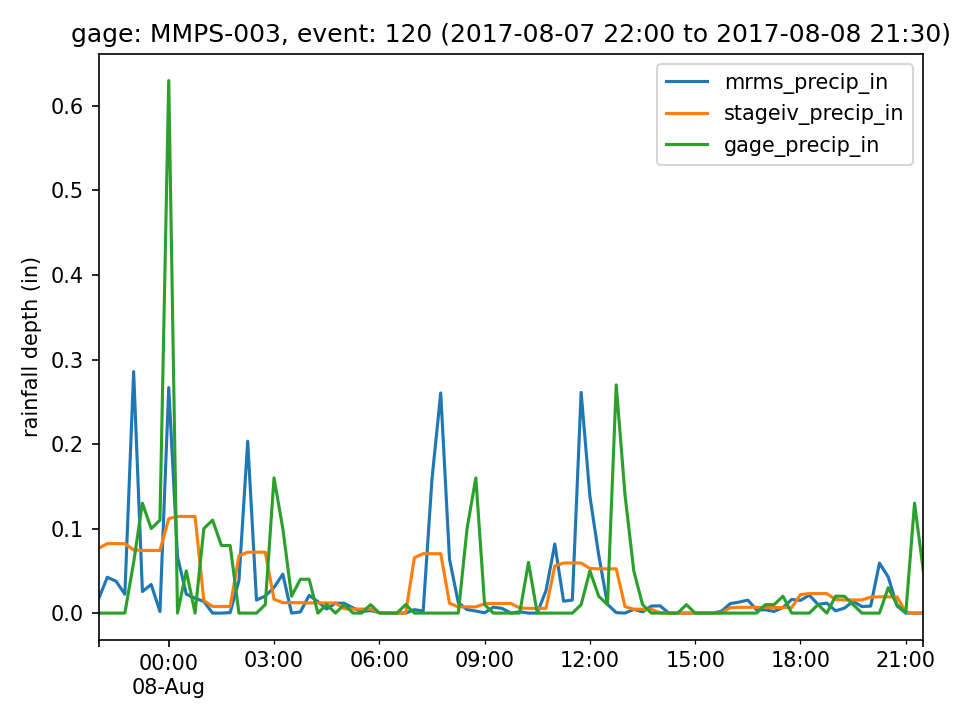 gage: MMPS-003, event: 120 (2017-08-07 22:00 to 2017-08-08 21:30)
mrms_precip_in
stageiv_precip_in
gage_precip_in
rainfall depth (in)
0.6
0.5
0.4
0.3
0.2
0.1
0.0
00:00 03:00 06:00 09:00 12:00 15:00 18:00 21:00
08-Aug